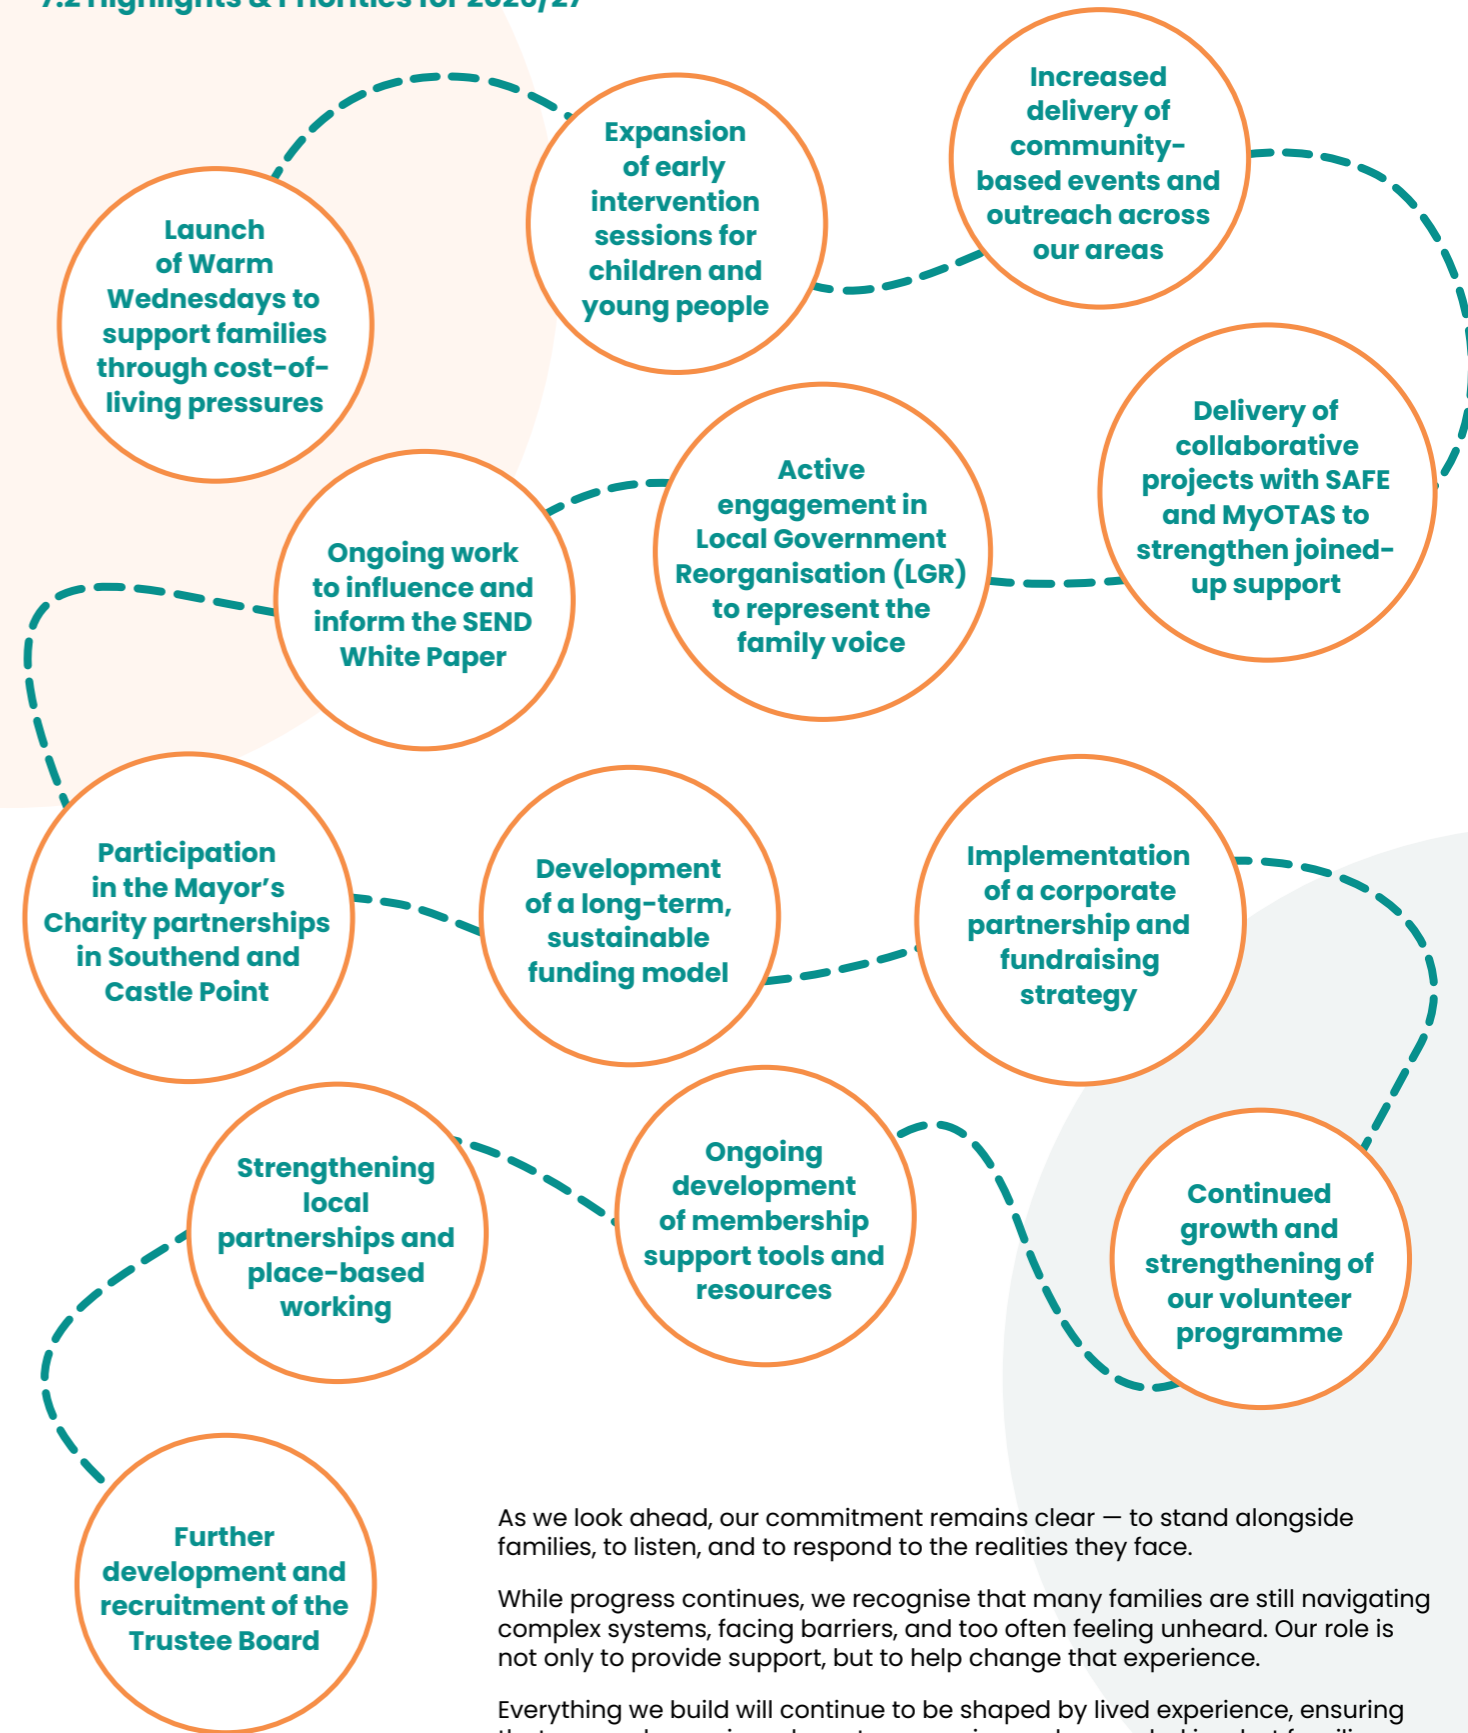 7.2 Highlights & Priorities for 2026/27
Launch
of Warm
Wednesdays to
support families
through cost-of-
living pressures
Expansion
of early
intervention
sessions for
children and
young people
Increased
delivery of
community-
based events and
outreach across
our areas
Delivery of
collaborative
projects with SAFE
and MyOTAS to
strengthen joined-
up support
Active
engagement in
Local Government
Reorganisation (LGR)
to represent the
family voice
Ongoing work
to influence and
inform the SEND
White Paper
Participation
in the Mayor’s
Charity partnerships
in Southend and
Castle Point
Development
of a long-term,
sustainable
funding model
Implementation
of a corporate
partnership and
fundraising
strategy
Continued
growth and
strengthening of
our volunteer
programme
Ongoing
development
of membership
support tools and
resources
Strengthening
local
partnerships and
place-based
working
Further
development and
recruitment of the
Trustee Board
As we look ahead, our commitment remains clear — to stand alongside
families, to listen, and to respond to the realities they face.
While progress continues, we recognise that many families are still navigating
complex systems, facing barriers, and too often feeling unheard. Our role is
not only to provide support, but to help change that experience.
Everything we build will continue to be shaped by lived experience, ensuring